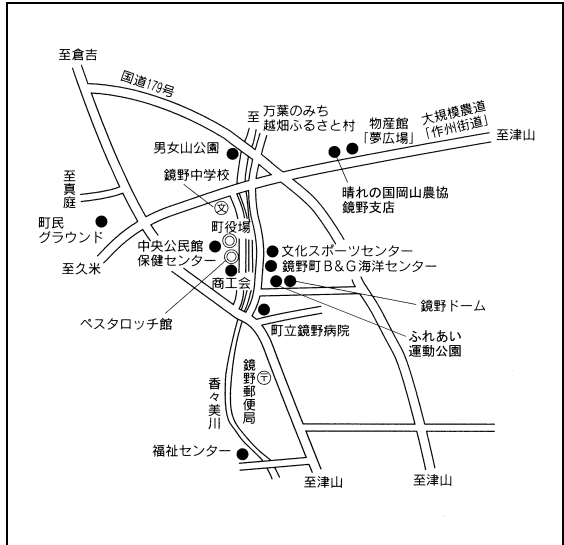 至倉吉
国道179号
至
万葉のみち
越畑ふるさと村
物産館
「夢広場」
大規模農道
「作州街道」
至津山
男女山公園
鏡野中学校
文
晴れの国岡山農協
鏡野支店
至真庭
町民
グラウンド
町役場
中央公民館
保健センター
文化スポーツセンター
鏡野町B&G海洋センター
至久米
商工会
鏡野ドーム
ペスタロッチ館
町立鏡野病院
ふれあい
運動公園
鏡野郵便局
〒
香々美川
福祉センター
至津山
至津山